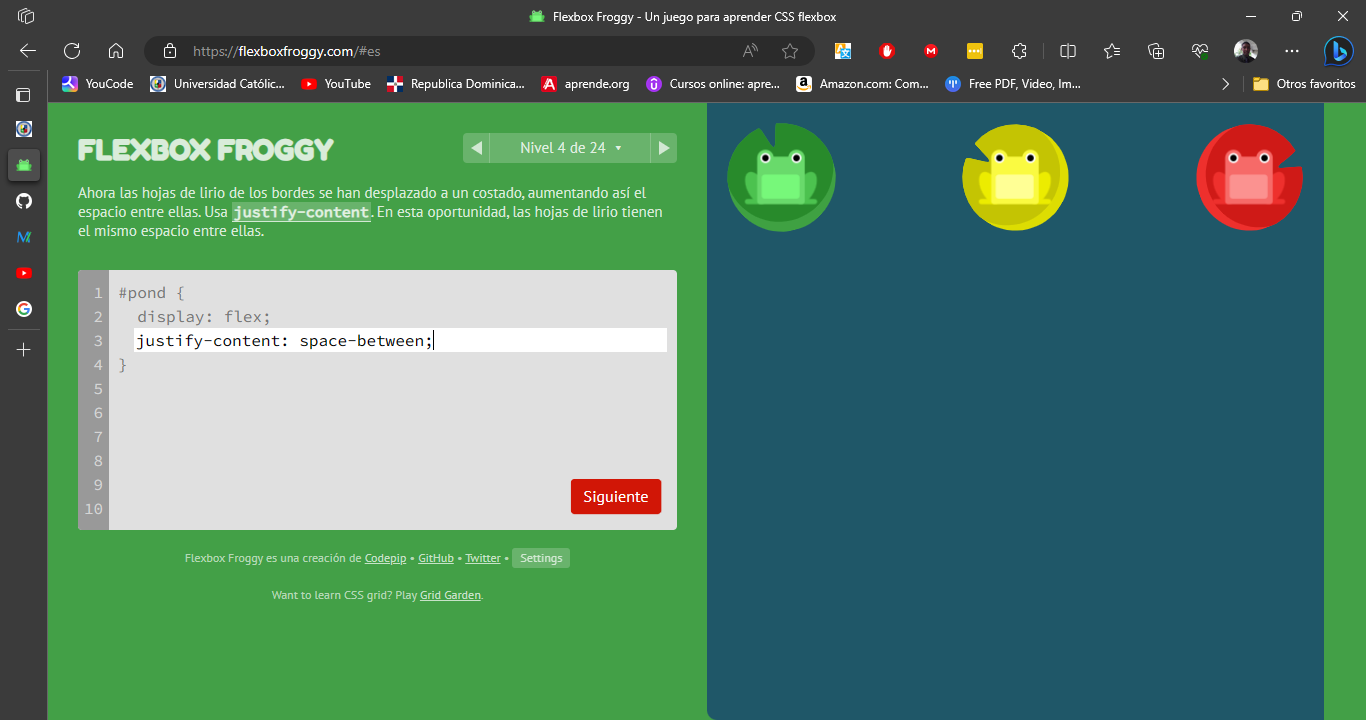 Flexbox Froggy - Un juego para aprender CSS flexbox
https://flexboxfroggy.com/#es
YouCode
Universidad Católic...
YouTube
Republica Dominica...
aprende.org
Cursos online: apre...
Amazon.com: Com...
Free PDF, Video, Im...
Otros favoritos
FLEXBOX FROGGY
Nivel 4 de 24
Ahora las hojas de lirio de los bordes se han desplazado a un costado, aumentando así el
espacio entre ellas. Usa justify-content. En esta oportunidad, las hojas de lirio tienen
el mismo espacio entre ellas.
1 #pond {
2 display: flex;
3 justify-content: space-between;
4 }
5
6
7
8
9
10
Siguiente
Flexbox Froggy es una creación de Codepip • GitHub • Twitter • Settings
Want to learn CSS grid? Play Grid Garden.